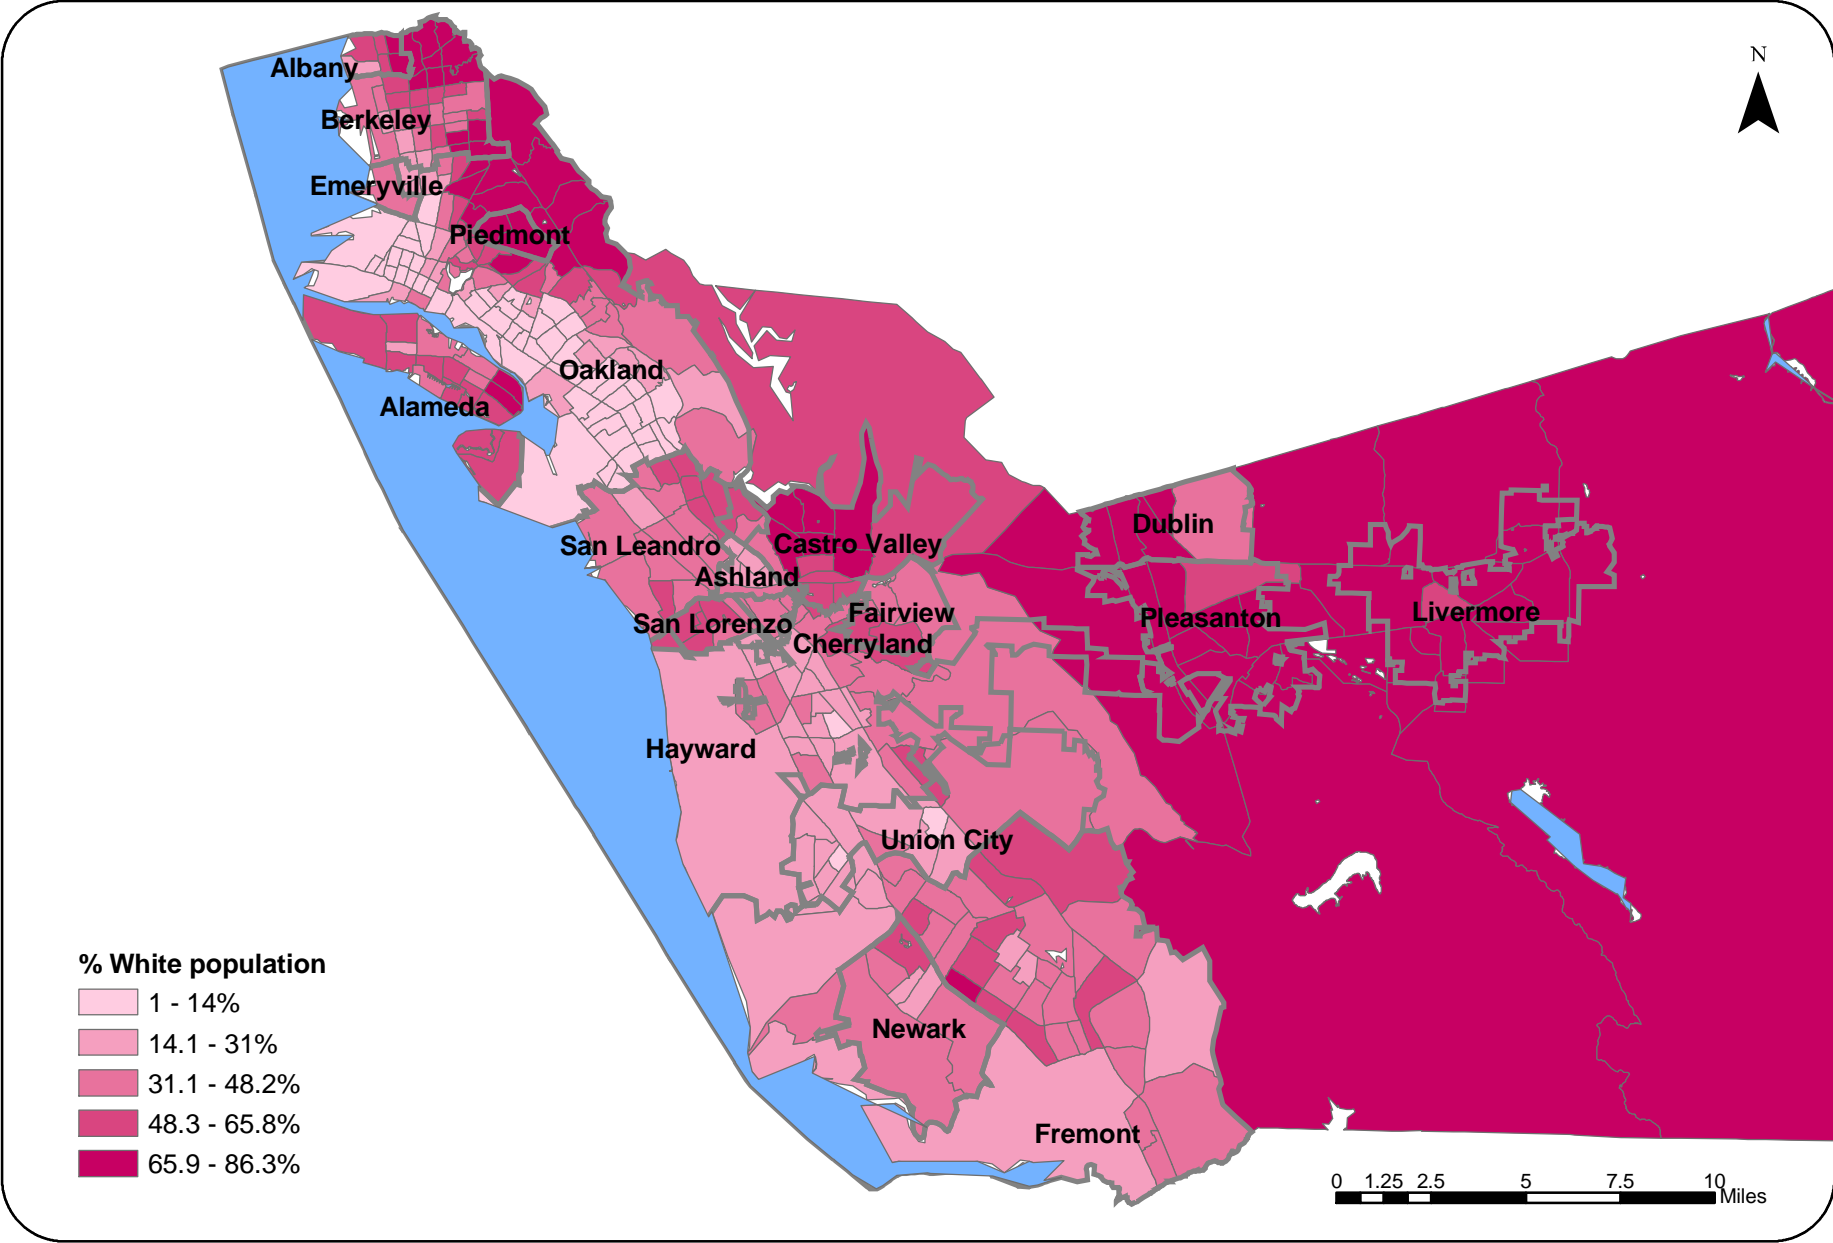 N
Albany
Berkeley
Emeryville
Piedmont
Oakland
Alameda
Dublin
San Leandro
Castro Valley
Ashland
Fairview
Pleasanton
Livermore
San Lorenzo
Cherryland
Hayward
Union City
Newark
Fremont
% White population
1 - 14%
14.1 - 31%
31.1 - 48.2%
48.3 - 65.8%
65.9 - 86.3%
0 1.25 2.5 5 7.5 10
Miles